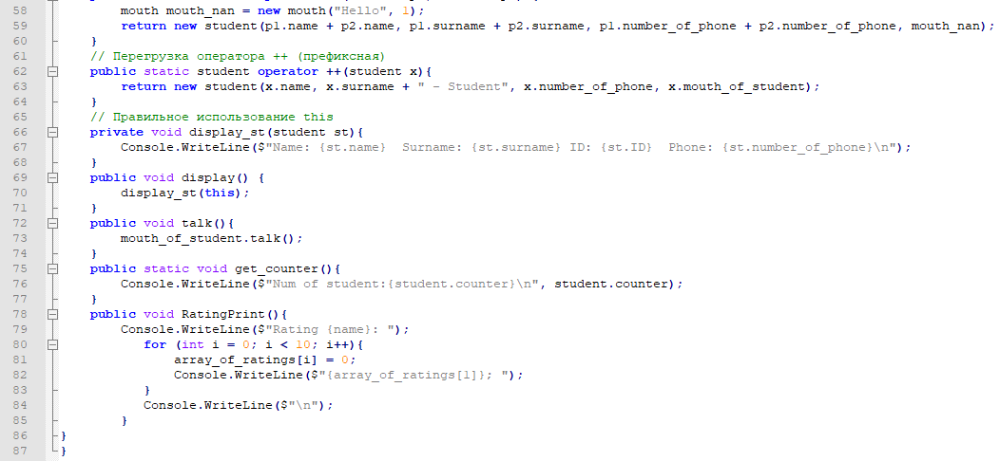 58 mouth mouth_nan = new mouth("Hello", 1);
59 return new student(p1.name + p2.name, p1.surname + p2.surname, p1.number_of_phone + p2.number_of_phone, mouth_nan);
60 }
61 // Перегрузка оператора ++ (префиксная)
62 public static student operator ++(student x){
63 return new student(x.name, x.surname + " - Student", x.number_of_phone, x.mouth_of_student);
64 }
65 // Правильное использование this
66 private void display_st(student st){
67 Console.WriteLine($"Name: {st.name}  Surname: {st.surname} ID: {st.ID}  Phone: {st.number_of_phone}\n");
68 }
69 public void display() {
70 display_st(this);
71 }
72 public void talk(){
73 mouth_of_student.talk();
74 }
75 public static void get_counter(){
76 Console.WriteLine($"Num of student:{student.counter}\n", student.counter);
77 }
78 public void RatingPrint(){
79 Console.WriteLine($"Rating {name}: ");
80 for (int i = 0; i < 10; i++){
81 array_of_ratings[i] = 0;
82 Console.WriteLine($"{array_of_ratings[1]}; ");
83 }
84 Console.WriteLine($"\n");
85 }
86 }
87 }